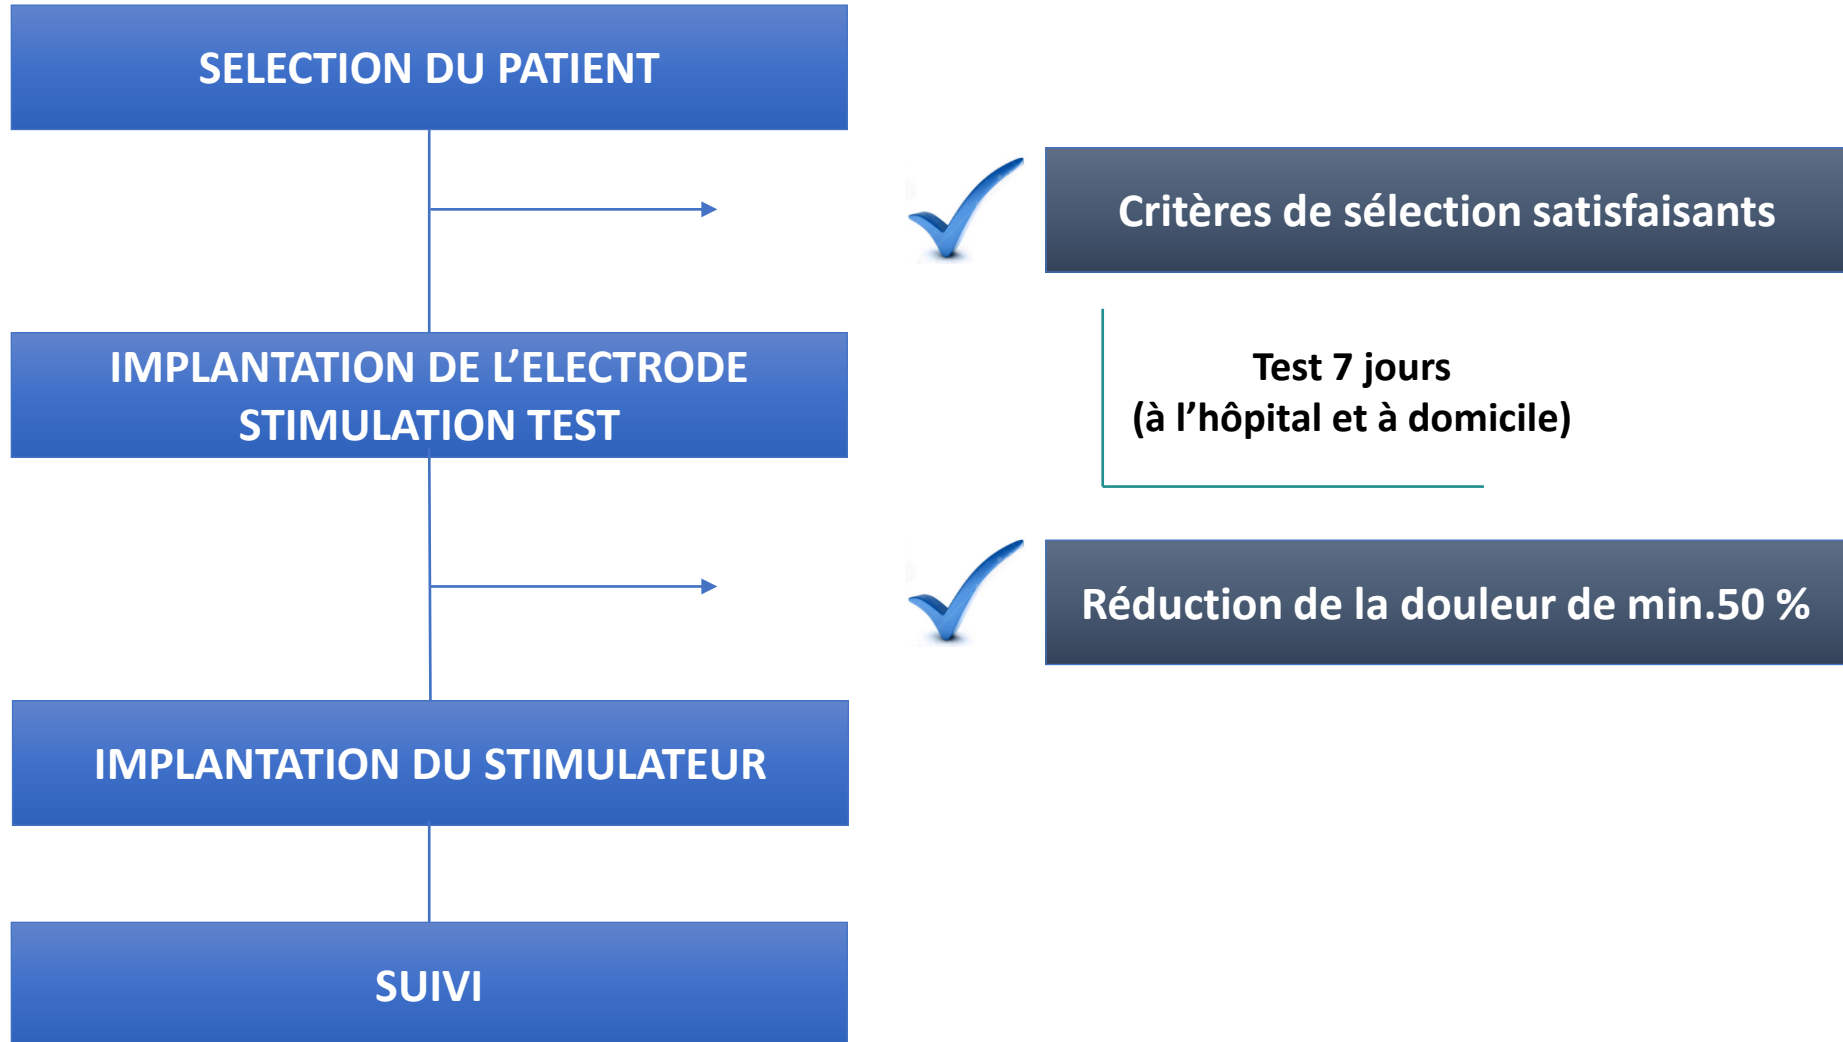 SELECTION DU PATIENT
Critères de sélection satisfaisants
IMPLANTATION DE L’ELECTRODE
STIMULATION TEST
Test 7 jours
(à l’hôpital et à domicile)
Réduction de la douleur de min.50 %
IMPLANTATION DU STIMULATEUR
SUIVI